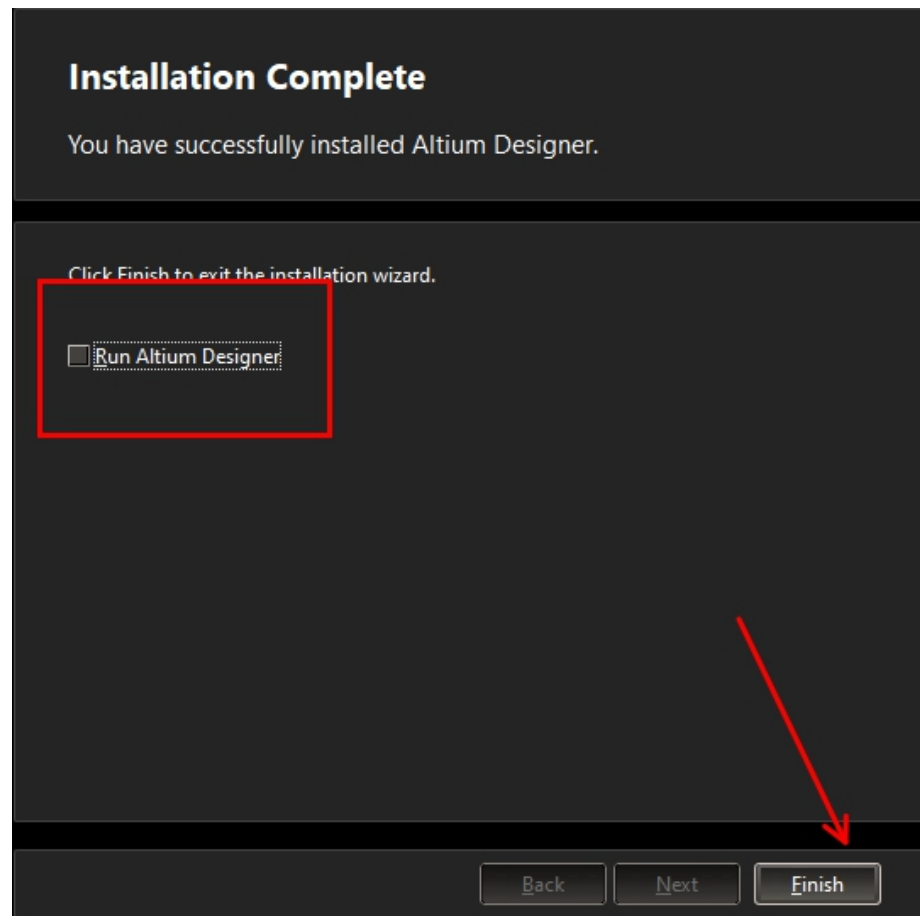 Installation Complete
You have successfully installed Altium Designer.
Click Finish to exit the installation wizard.
Run Altium Designer
Back Next Finish